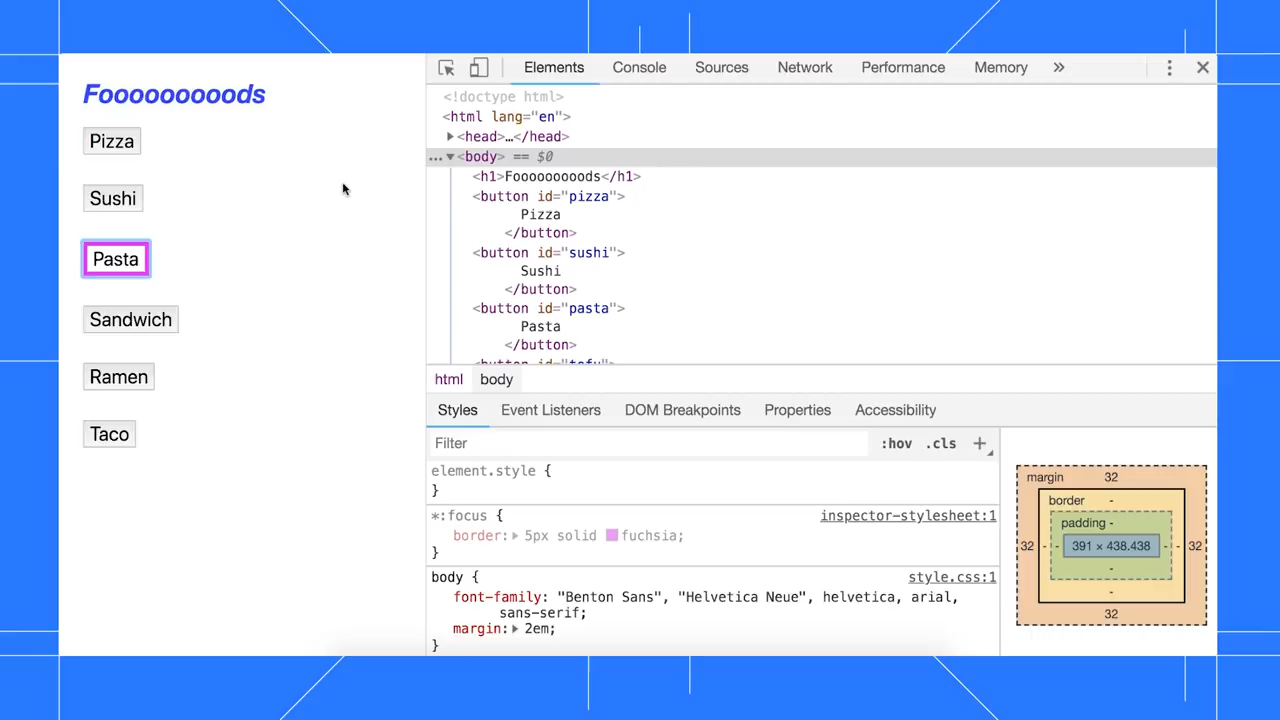 Fooooooooods
Pizza
Sushi
Pasta
Sandwich
Ramen
Taco
Elements Console Sources Network Performance Memory »
<!doctype html>
<html lang="en">
<head>…</head>
… <body> == $0
<h1>Fooooooooods</h1>
<button id="pizza">
Pizza
</button>
<button id="sushi">
Sushi
</button>
<button id="pasta">
Pasta
</button>
<button id="tofu">
html body
Styles Event Listeners DOM Breakpoints Properties Accessibility
Filter :hov .cls +
element.style {
}
*:focus { inspector-stylesheet:1
border: 5px solid fuchsia;
}
body { style.css:1
font-family: "Benton Sans", "Helvetica Neue", helvetica, arial,
sans-serif;
margin: 2em;
}
margin 32
border -
padding -
32 - - 391 × 438.438 - - 32
-
-
32